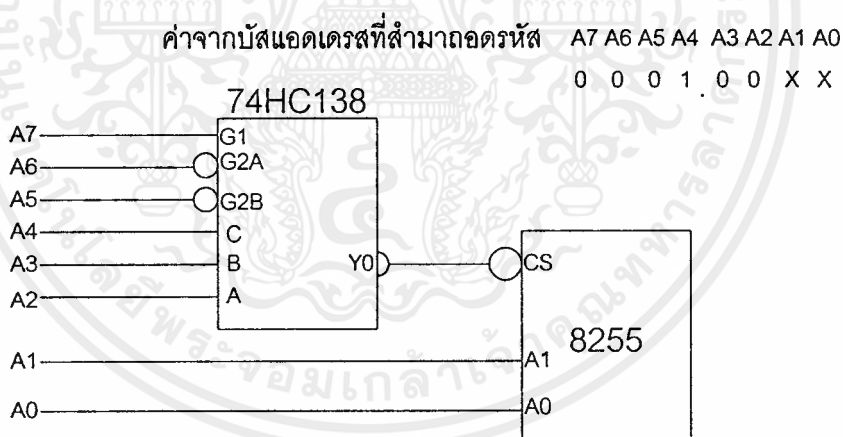 ค่าจากบัสแอดเดรสที่สำมาถอดรหัส A7 A6 A5 A4 A3 A2 A1 A0
0 0 0 1 . 0 0 X X
74HC138
A7 G1
A6 G2A
A5 G2B
A4 C
A3 B Y0 CS
A2 A
8255
A1 A1
A0 A0